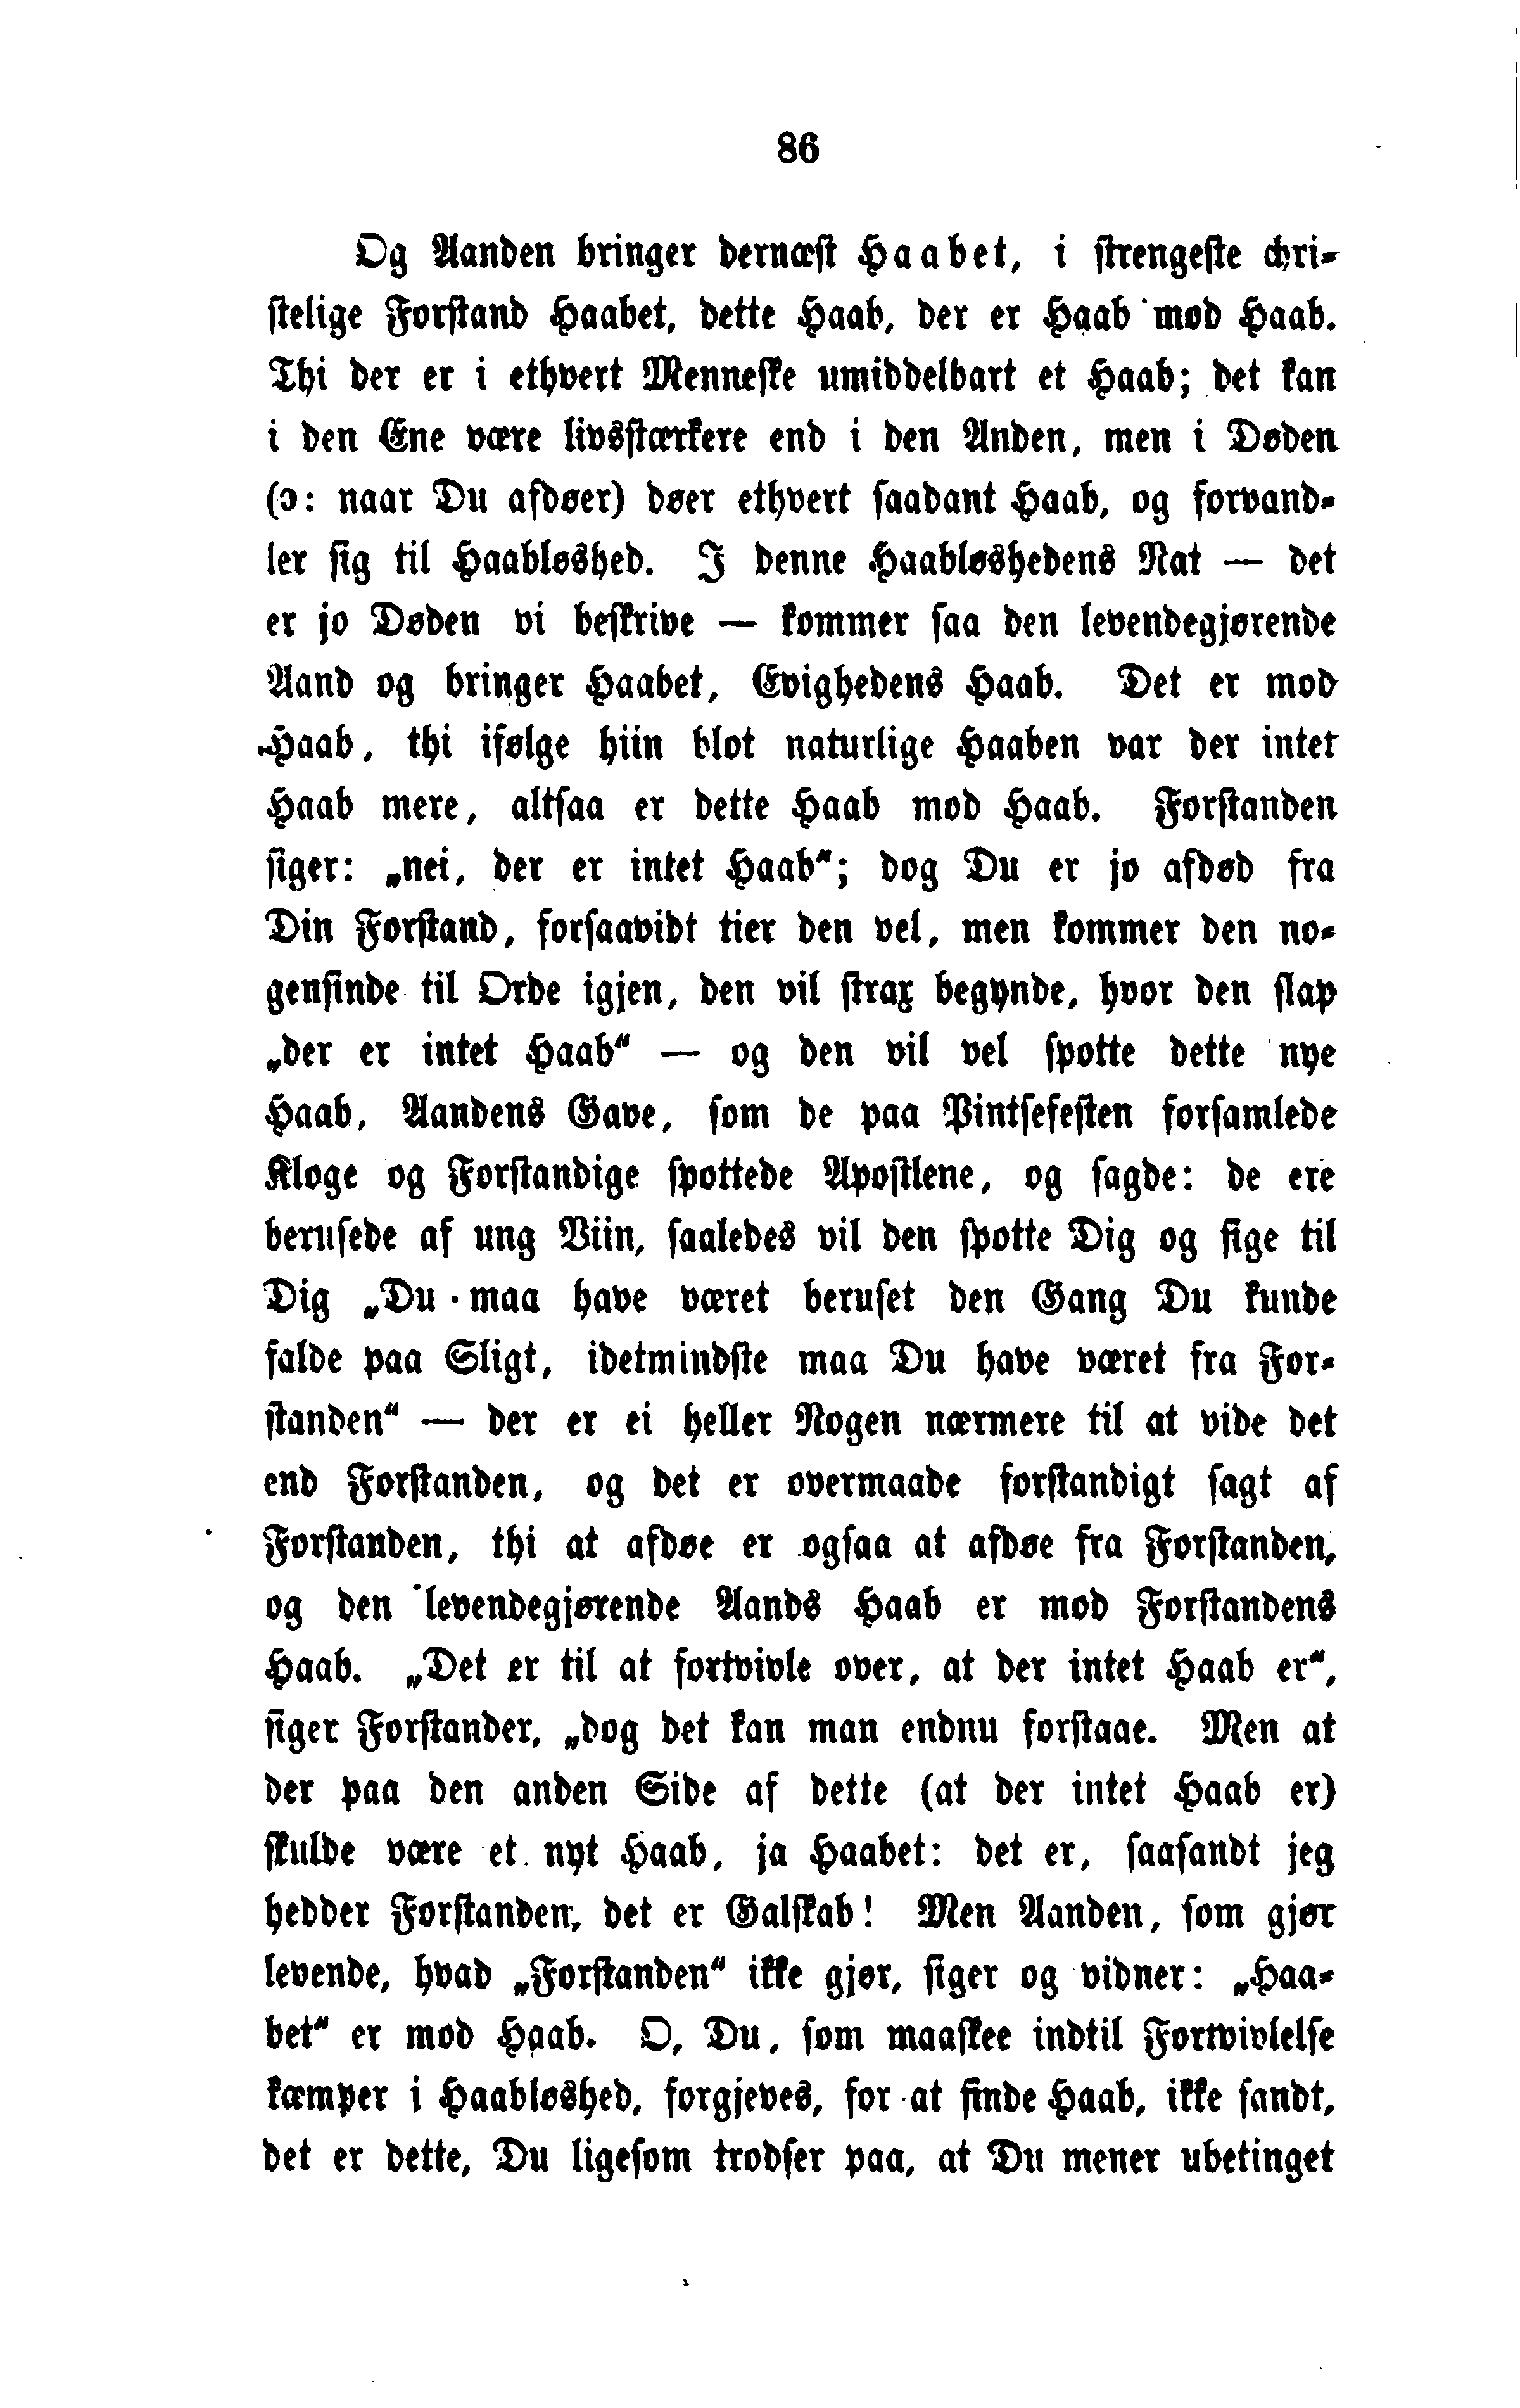 86
Og Aanden bringer dernæst Haabet, i strengeste chri-
stelige Forstand Haabet, dette Haab, der er Haab mod Haab.
Thi der er i ethvert Menneske umiddelbart et Haab; det kan
i den Ene være livsstærkere end i den Anden, men i Døden
(ɔ: naar Du afdøer) døer ethvert saadant Haab, og forvand-
ler sig til Haabløshed. I denne Haabløshedens Nat — det
er jo Døden vi beskrive — kommer saa den levendegjørende
Aand og bringer Haabet, Evighedens Haab. Det er mod
Haab, thi ifølge hiin blot naturlige Haaben var der intet
Haab mere, altsaa er dette Haab mod Haab. Forstanden
siger: „nei, der er intet Haab“; dog Du er jo afdød fra
Din Forstand, forsaavidt tier den vel, men kommer den no-
gensinde til Orde igjen, den vil strax begynde, hvor den slap
„der er intet Haab“ — og den vil vel spotte dette nye
Haab, Aandens Gave, som de paa Pintsefesten forsamlede
Kloge og Forstandige spottede Apostlene, og sagde: de ere
berusede af ung Viin, saaledes vil den spotte Dig og sige til
Dig „Du maa have været beruset den Gang Du kunde
falde paa Sligt, idetmindste maa Du have været fra For-
standen“ — der er ei heller Nogen nærmere til at vide det
end Forstanden, og det er overmaade forstandigt sagt af
Forstanden, thi at afdøe er ogsaa at afdøe fra Forstanden,
og den levendegjørende Aands Haab er mod Forstandens
Haab. „Det er til at fortvivle over, at der intet Haab er“,
siger Forstander, „dog det kan man endnu forstaae. Men at
der paa den anden Side af dette (at der intet Haab er)
skulde være et nyt Haab, ja Haabet: det er, saasandt jeg
hedder Forstanden, det er Galskab! Men Aanden, som gjør
levende, hvad „Forstanden“ ikke gjør, siger og vidner: „Haa-
bet“ er mod Haab. O, Du, som maaskee indtil Fortvivlelse
kæmper i Haabløshed, forgjeves, for at finde Haab, ikke sandt,
det er dette, Du ligesom trodser paa, at Du mener ubetinget